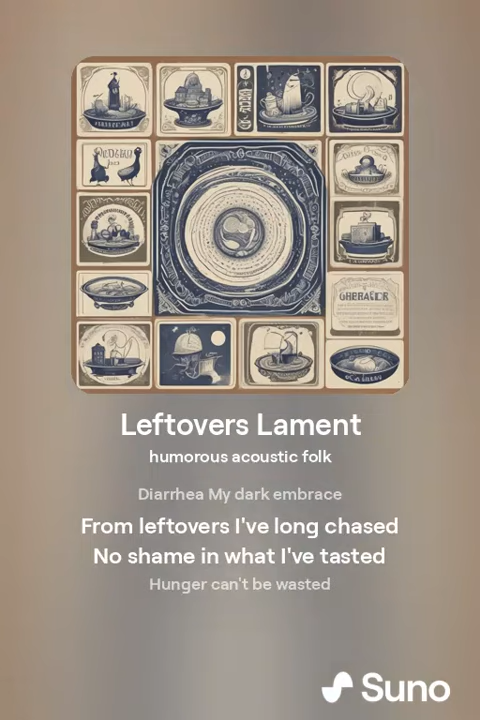 Leftovers Lament
humorous acoustic folk
Diarrhea My dark embrace
From leftovers I've long chased
No shame in what I've tasted
Hunger can't be wasted
Suno